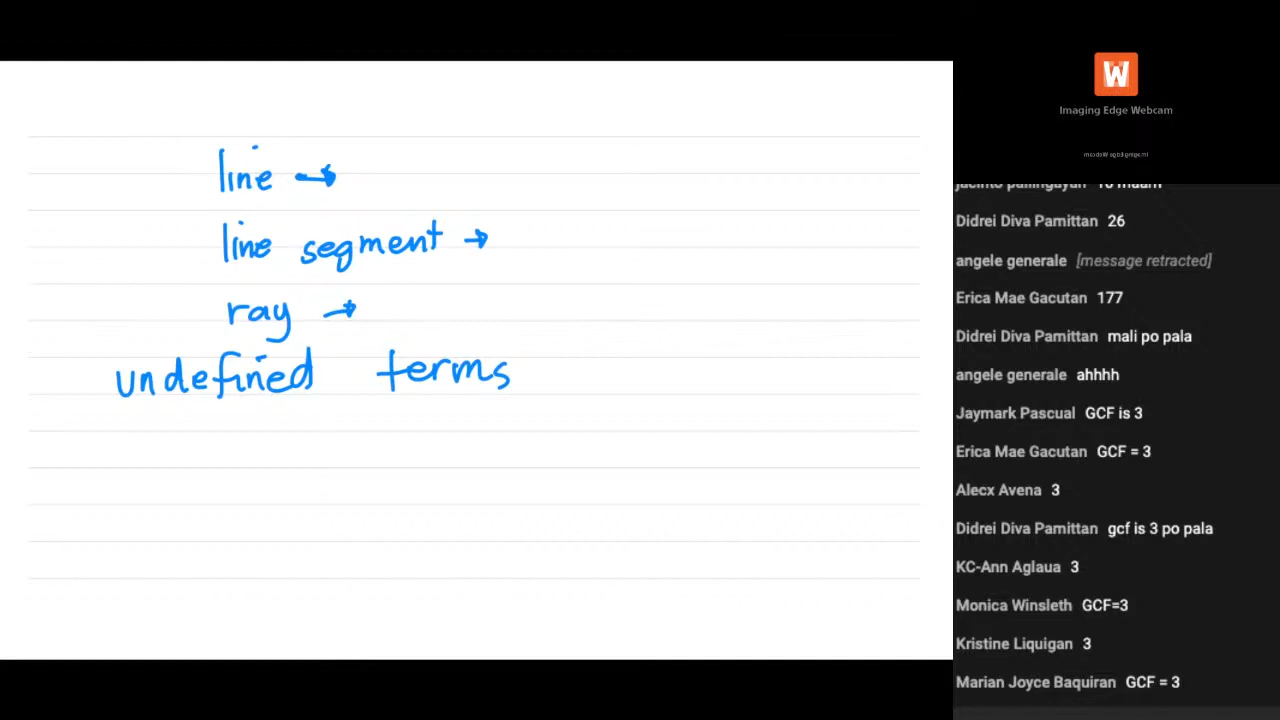 line →
line segment →
ray →
undefined terms
W
Imaging Edge Webcam
Didrei Diva Pamittan 26
angele generale [message retracted]
Erica Mae Gacutan 177
Didrei Diva Pamittan mali po pala
angele generale ahhhh
Jaymark Pascual GCF is 3
Erica Mae Gacutan GCF = 3
Alecx Avena 3
Didrei Diva Pamittan gcf is 3 po pala
KC-Ann Aglaua 3
Monica Winsleth GCF=3
Kristine Liquigan 3
Marian Joyce Baquiran GCF = 3